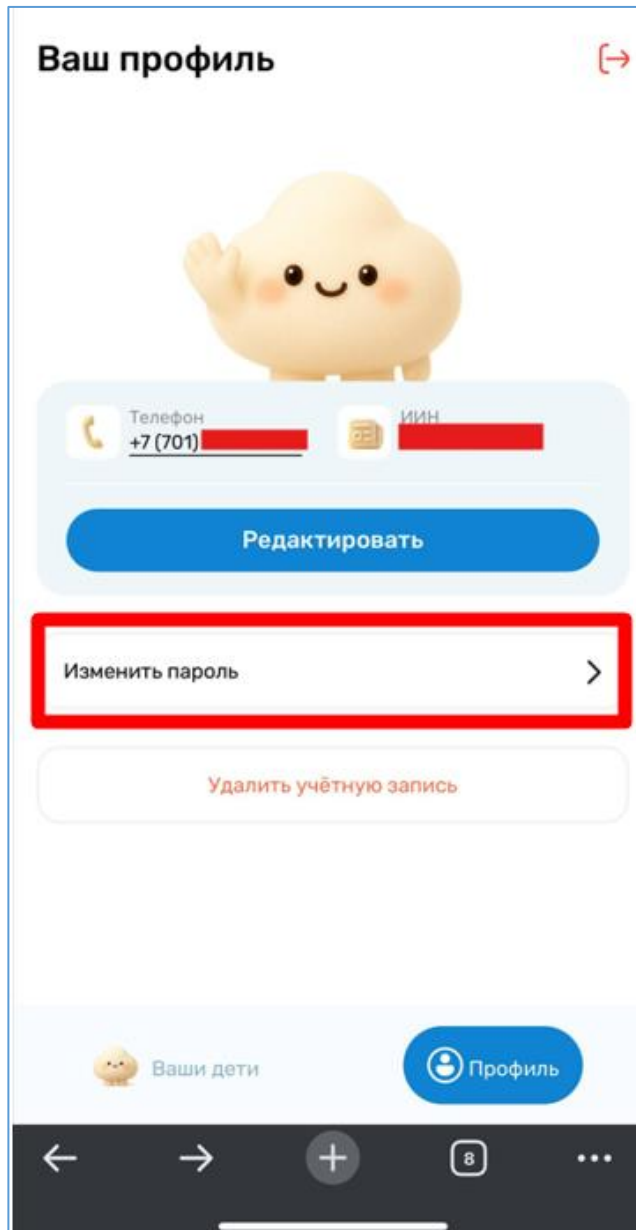 Ваш профиль
Телефон
ИИН
+7 (701)
Редактировать
Изменить пароль
Удалить учётную запись
Ваши дети
Профиль
8